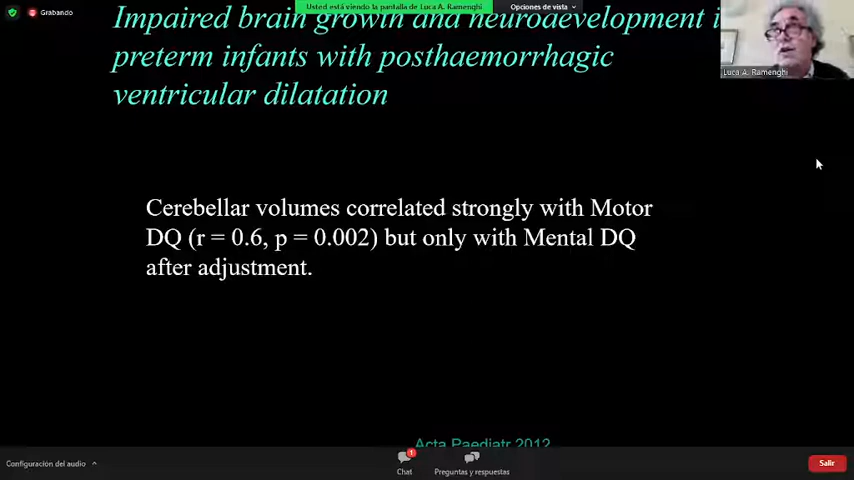 Usted está viendo la pantalla de Luca A. Ramenghi
Opciones de vista
Grabando
Impaired brain growth and neurodevelopment i
preterm infants with posthaemorrhagic
ventricular dilatation
Luca A. Ramenghi
Cerebellar volumes correlated strongly with Motor
DQ (r = 0.6, p = 0.002) but only with Mental DQ
after adjustment.
Acta Paediatr 2012
Configuración del audio
1
Chat
Preguntas y respuestas
Salir